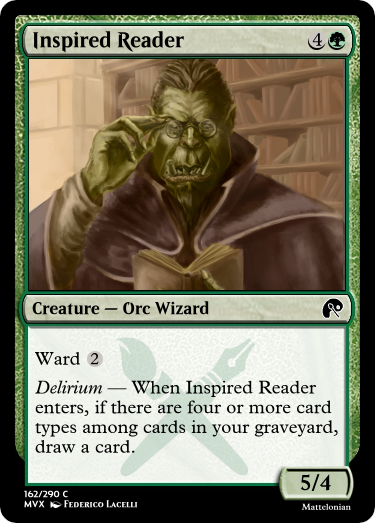 Inspired Reader 4
Creature — Orc Wizard
Ward 2
Delirium — When Inspired Reader
enters, if there are four or more card
types among cards in your graveyard,
draw a card.
5/4
162/290 C
MVX Federico Lacelli
Mattelonian